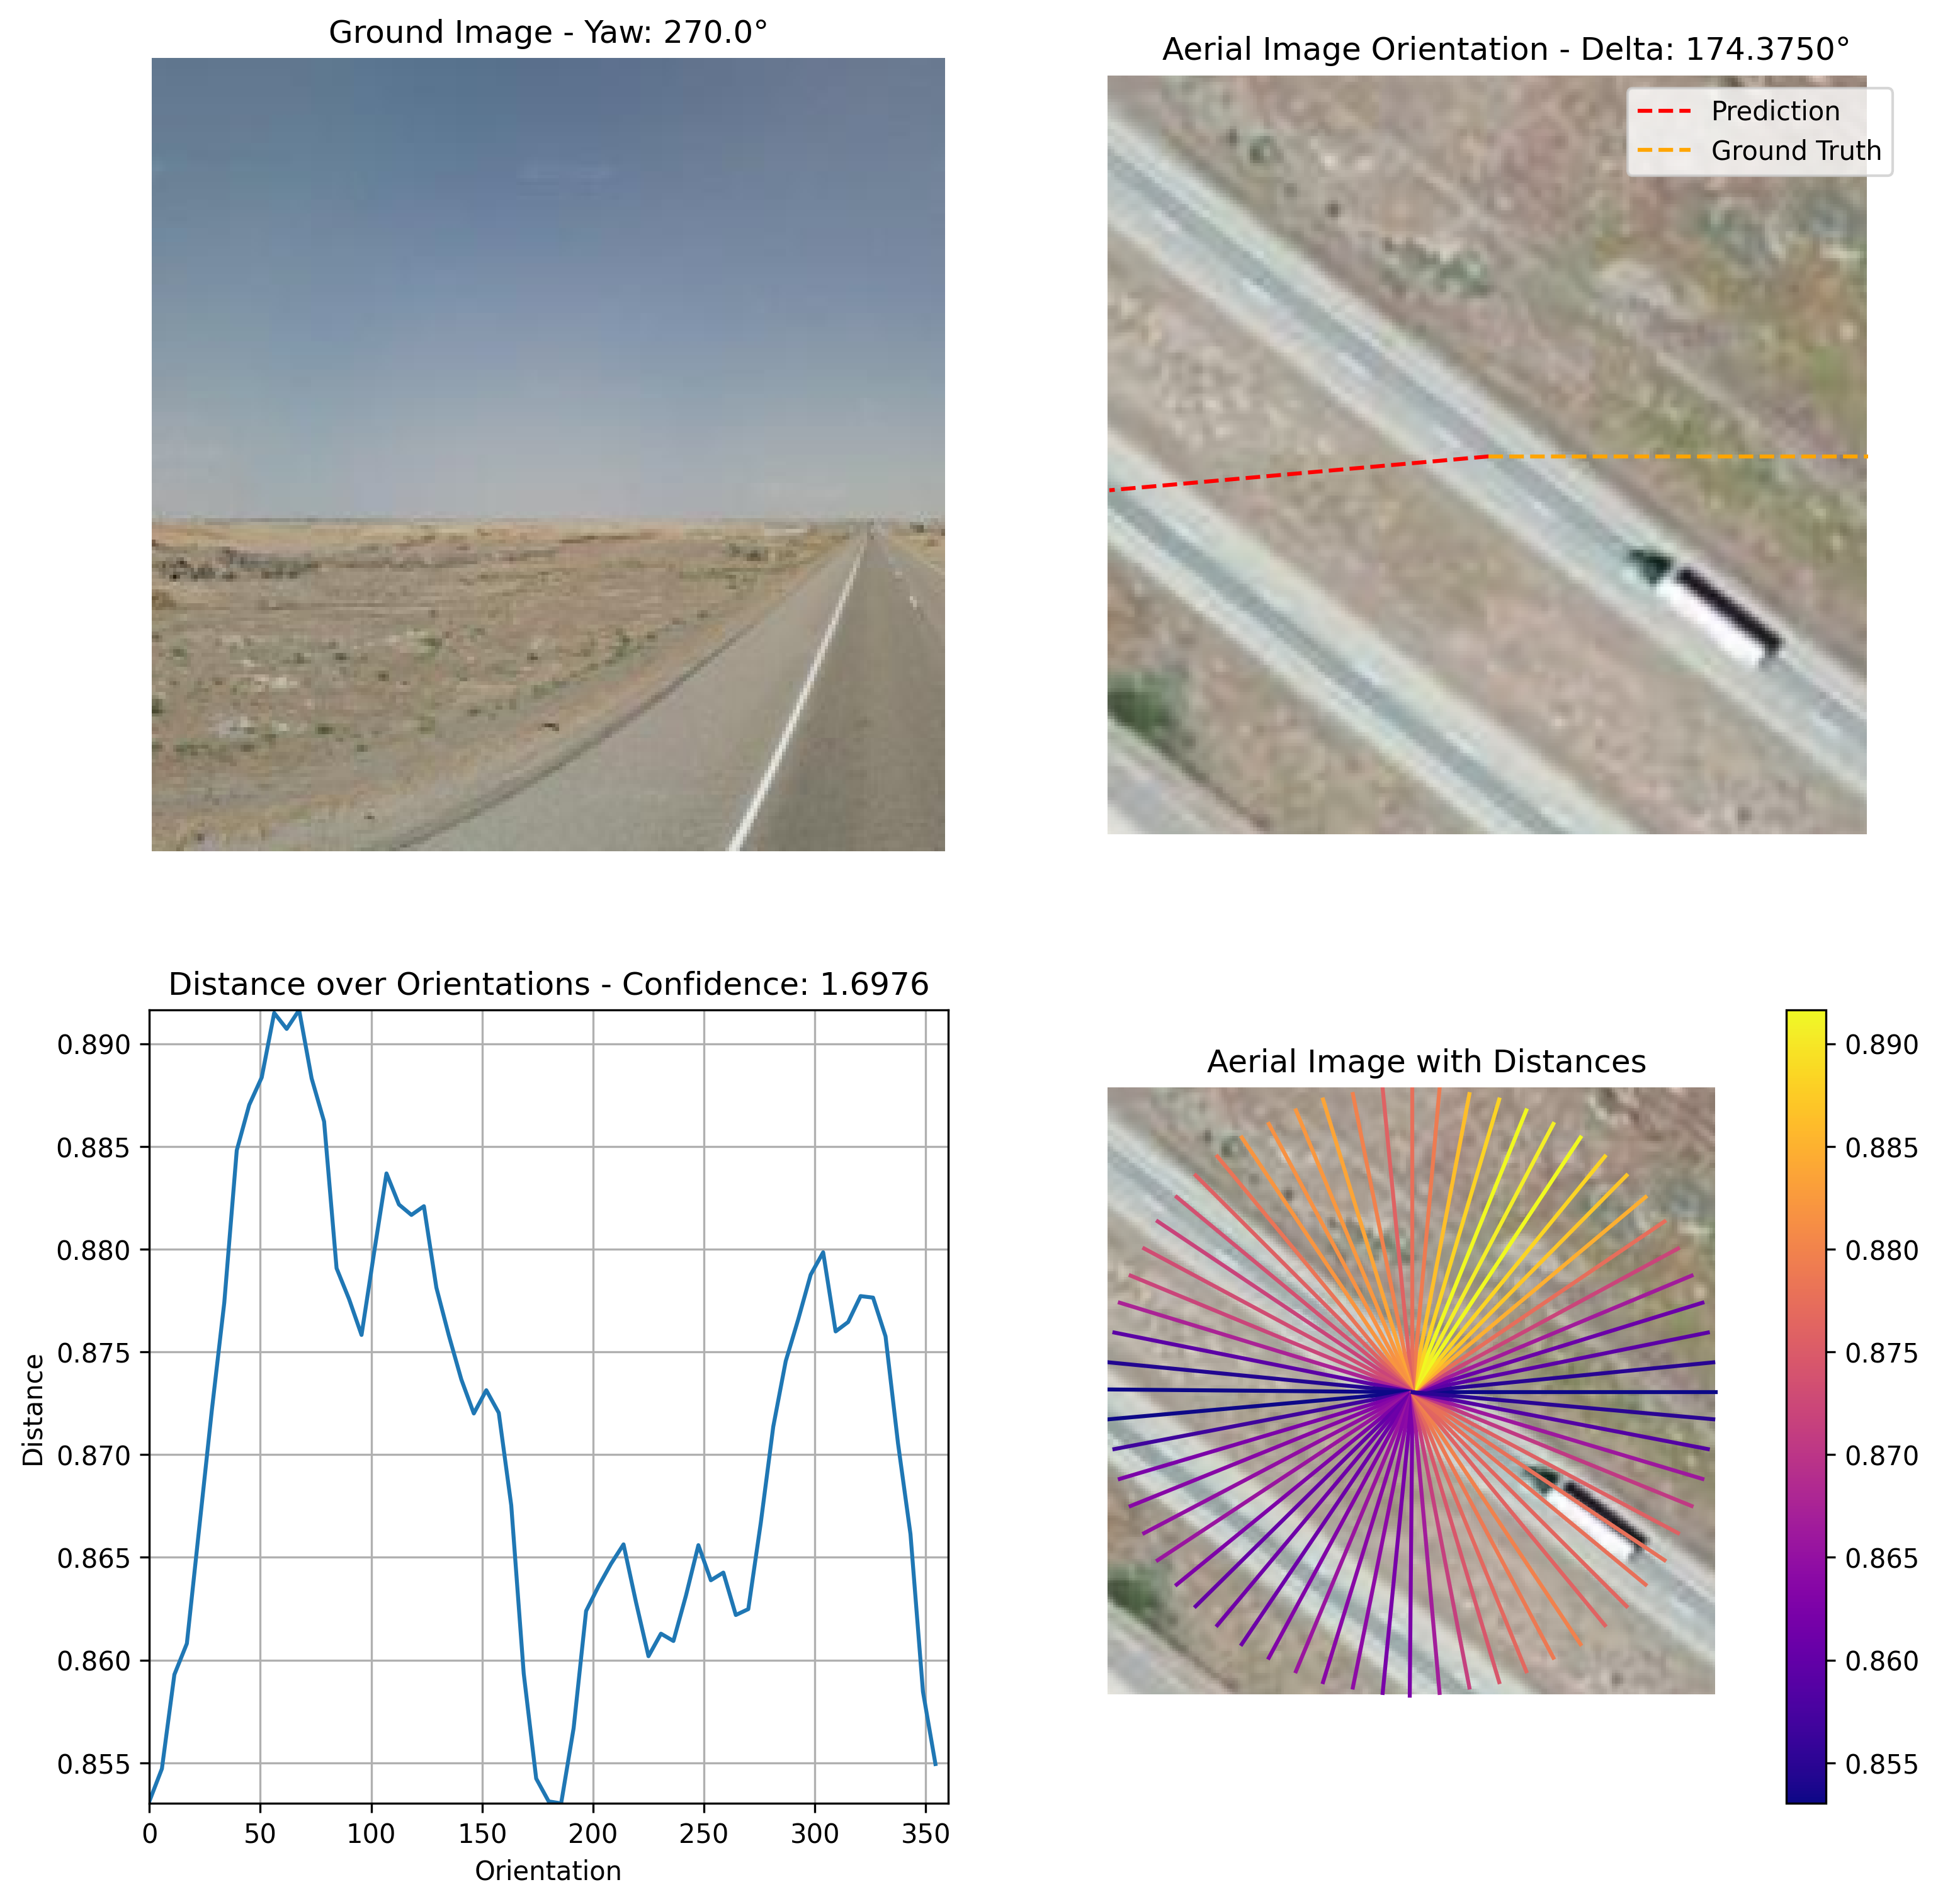 Ground Image - Yaw: 270.0°
Aerial Image Orientation - Delta: 174.3750°
Prediction
Ground Truth
Distance over Orientations - Confidence: 1.6976
0.890
0.885
0.880
0.875
0.870
0.865
0.860
0.855
Distance
0 50 100 150 200 250 300 350
Orientation
Aerial Image with Distances
0.890
0.885
0.880
0.875
0.870
0.865
0.860
0.855